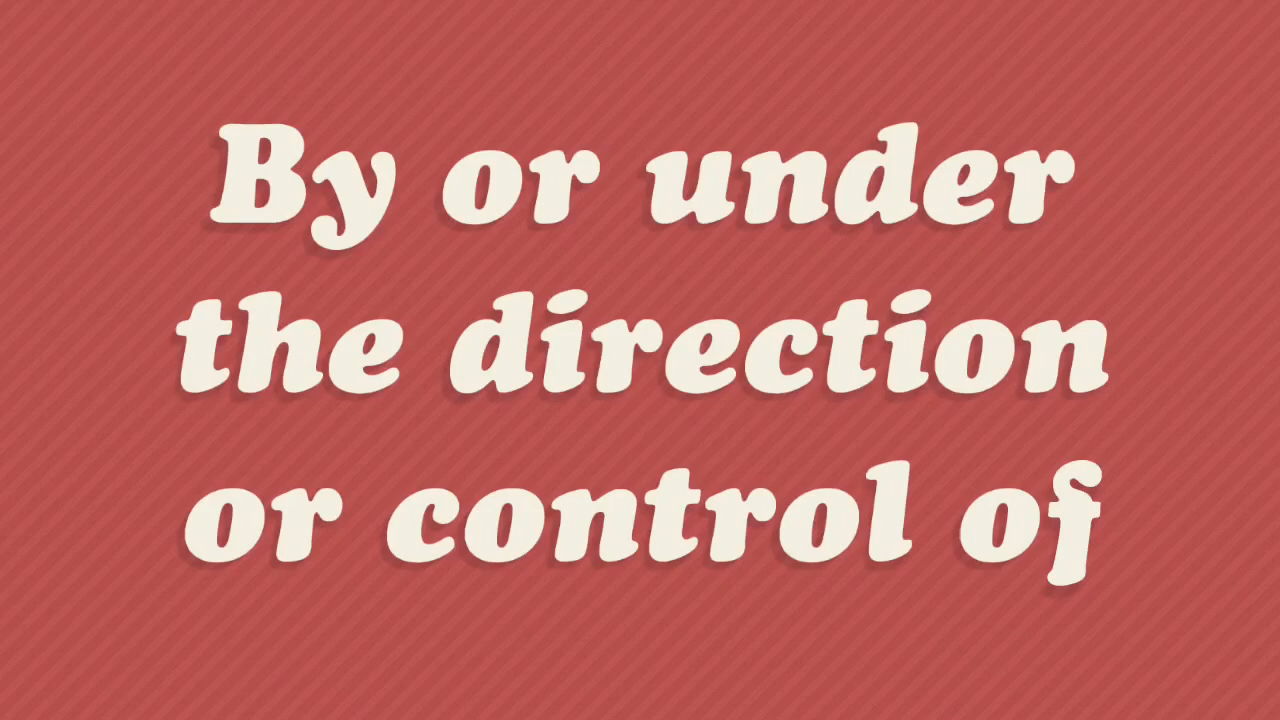 By or under
the direction
or control of